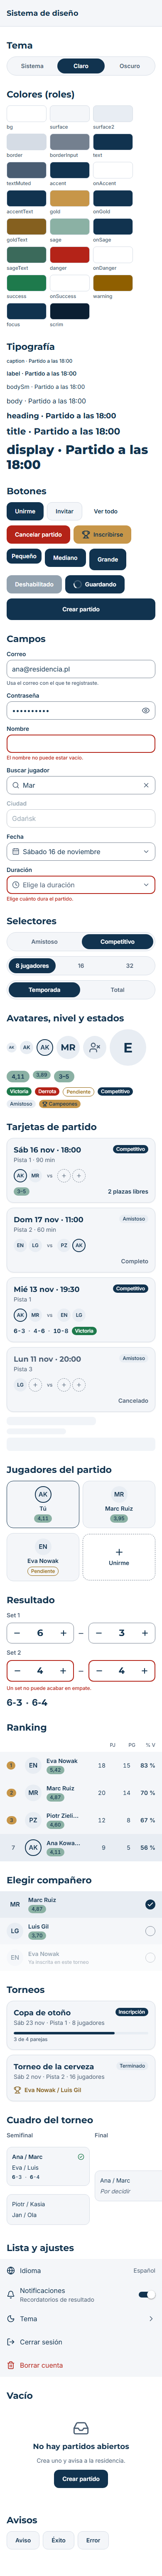 Sistema de diseño
Tema
Sistema Claro Oscuro
Colores (roles)
bg surface surface2
border borderInput text
textMuted accent onAccent
accentText gold onGold
goldText sage onSage
sageText danger onDanger
success onSuccess warning
focus scrim
Tipografía
caption · Partido a las 18:00
label · Partido a las 18:00
bodySm · Partido a las 18:00
body · Partido a las 18:00
heading · Partido a las 18:00
title · Partido a las 18:00
display · Partido a las
18:00
Botones
Unirme Invitar Ver todo
Cancelar partido Inscribirse
Pequeño Mediano Grande
Deshabilitado Guardando
Crear partido
Campos
Correo
ana@residencia.pl
Usa el correo con el que te registraste.
Contraseña
Nombre
El nombre no puede estar vacío.
Buscar jugador
Mar
Ciudad
Gdańsk
Fecha
Sábado 16 de noviembre
Duración
Elige la duración
Elige cuánto dura el partido.
Selectores
Amistoso Competitivo
8 jugadores 16 32
Temporada Total
Avatares, nivel y estados
AK AK AK MR E
4,11 3,89 3–5
Victoria Derrota Pendiente Competitivo
Amistoso Campeones
Tarjetas de partido
Sáb 16 nov · 18:00 Competitivo
Pista 1 · 90 min
AK MR vs + +
3–5 2 plazas libres
Dom 17 nov · 11:00 Amistoso
Pista 2 · 60 min
EN LG vs PZ AK
Completo
Mié 13 nov · 19:30 Competitivo
Pista 1
AK MR vs EN LG
6-3 · 4-6 · 10-8 Victoria
Lun 11 nov · 20:00 Amistoso
Pista 3
LG + vs + +
Cancelado
Jugadores del partido
AK MR
Tú Marc Ruiz
4,11 3,95
EN +
Eva Nowak Unirme
Pendiente
Resultado
Set 1
− 6 + – − 3 +
Set 2
− 4 + – − 4 +
Un set no puede acabar en empate.
6-3 · 6-4
Ranking
PJ PG % V
1 EN Eva Nowak 18 15 83 %
5,42
2 MR Marc Ruiz 20 14 70 %
4,87
3 PZ Piotr Zieli… 12 8 67 %
4,60
7 AK Ana Kowa… 9 5 56 %
4,11
Elegir compañero
MR Marc Ruiz
4,87
LG Luis Gil
3,70
EN Eva Nowak
Ya inscrita en este torneo
Torneos
Copa de otoño Inscripción
Sáb 23 nov · Pista 1 · 8 jugadores
3 de 4 parejas
Torneo de la cerveza Terminado
Sáb 2 nov · Pista 2 · 16 jugadores
Eva Nowak / Luis Gil
Cuadro del torneo
Semifinal Final
Ana / Marc
Eva / Luis
6-3 · 6-4
Ana / Marc
Por decidir
Piotr / Kasia
Jan / Ola
Lista y ajustes
Idioma Español
Notificaciones
Recordatorios de resultado
Tema
Cerrar sesión
Borrar cuenta
Vacío
No hay partidos abiertos
Crea uno y avisa a la residencia.
Crear partido
Avisos
Aviso Éxito Error